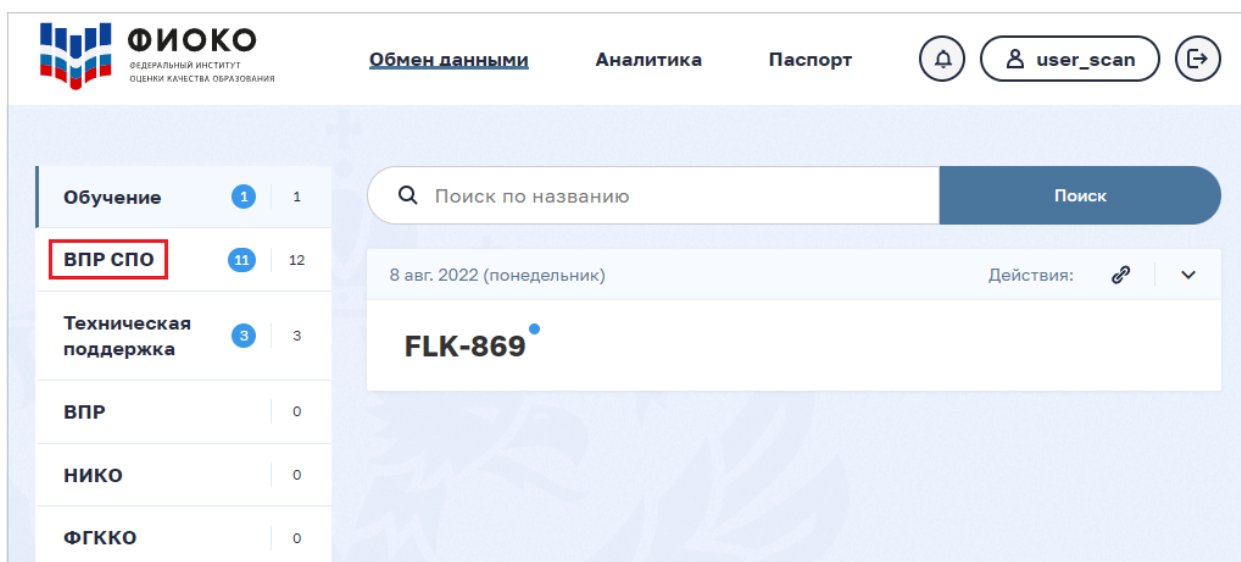 ФИОКО
ФЕДЕРАЛЬНЫЙ ИНСТИТУТ
ОЦЕНКИ КАЧЕСТВА ОБРАЗОВАНИЯ
Обмен данными Аналитика Паспорт user_scan
Обучение 1 1
ВПР СПО 11 12
Техническая
поддержка 3 3
ВПР 0
НИКО 0
ФГККО 0
Поиск по названию Поиск
8 авг. 2022 (понедельник) Действия:
FLK-869